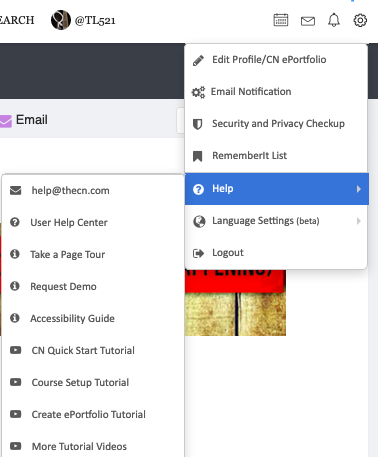 EARCH @TL521
Edit Profile/CN ePortfolio
Email Notification
Email
Security and Privacy Checkup
RememberIt List
Help
help@thecn.com
Language Settings (beta)
User Help Center
Logout
Take a Page Tour
Request Demo
Accessibility Guide
CN Quick Start Tutorial
Course Setup Tutorial
Create ePortfolio Tutorial
More Tutorial Videos